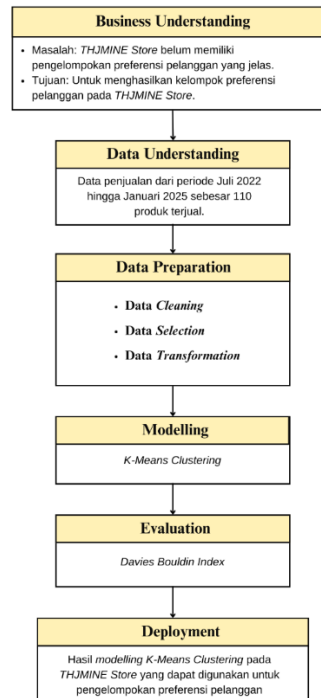 Business Understanding
• Masalah: THJMINE Store belum memiliki
pengelompokan preferensi pelanggan yang jelas.
• Tujuan: Untuk menghasilkan kelompok preferensi
pelanggan pada THJMINE Store.
Data Understanding
Data penjualan dari periode Juli 2022
hingga Januari 2025 sebesar 110
produk terjual.
Data Preparation
• Data Cleaning
• Data Selection
• Data Transformation
Modelling
K-Means Clustering
Evaluation
Davies Bouldin Index
Deployment
Hasil modelling K-Means Clustering pada
THJMINE Store yang dapat digunakan untuk
pengelompokan preferensi pelanggan